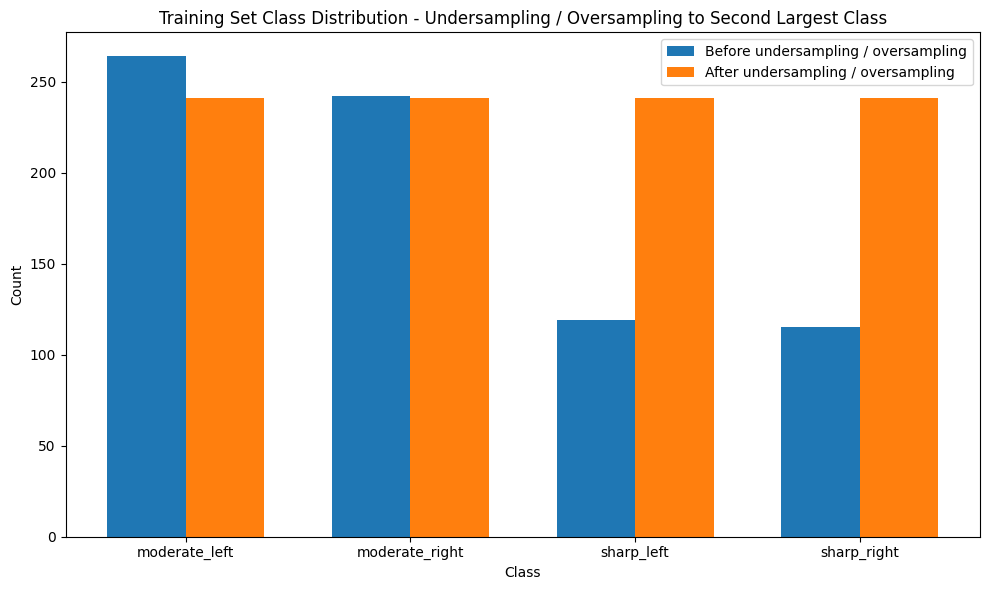 Training Set Class Distribution - Undersampling / Oversampling to Second Largest Class
Before undersampling / oversampling
After undersampling / oversampling
Count
250
200
150
100
50
0
moderate_left
moderate_right
sharp_left
sharp_right
Class